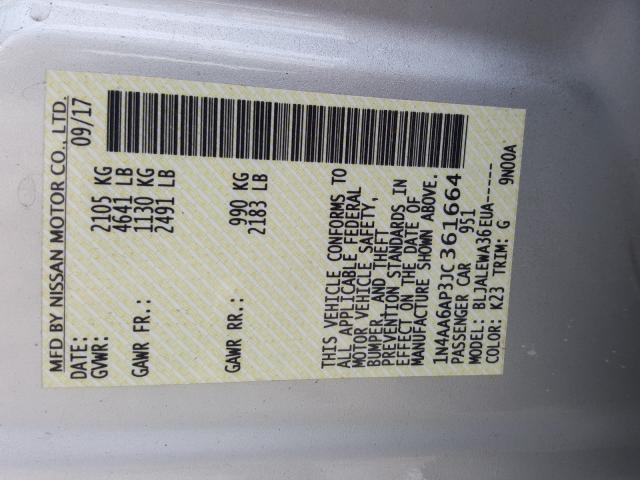 MFD BY NISSAN MOTOR CO., LTD.
DATE: 09/17
GVWR: 2105 KG
4641 LB
GAWR FR.: 1130 KG
2491 LB
GAWR RR.: 990 KG
2183 LB
THIS VEHICLE CONFORMS TO
ALL APPLICABLE FEDERAL
MOTOR VEHICLE SAFETY,
BUMPER, AND THEFT
PREVENTION STANDARDS IN
EFFECT ON THE DATE OF
MANUFACTURE SHOWN ABOVE.
1N4AA6AP3JC361664
PASSENGER CAR 951
MODEL: BLJALEWA36EUA-----
COLOR: K23 TRIM: G 9N00A